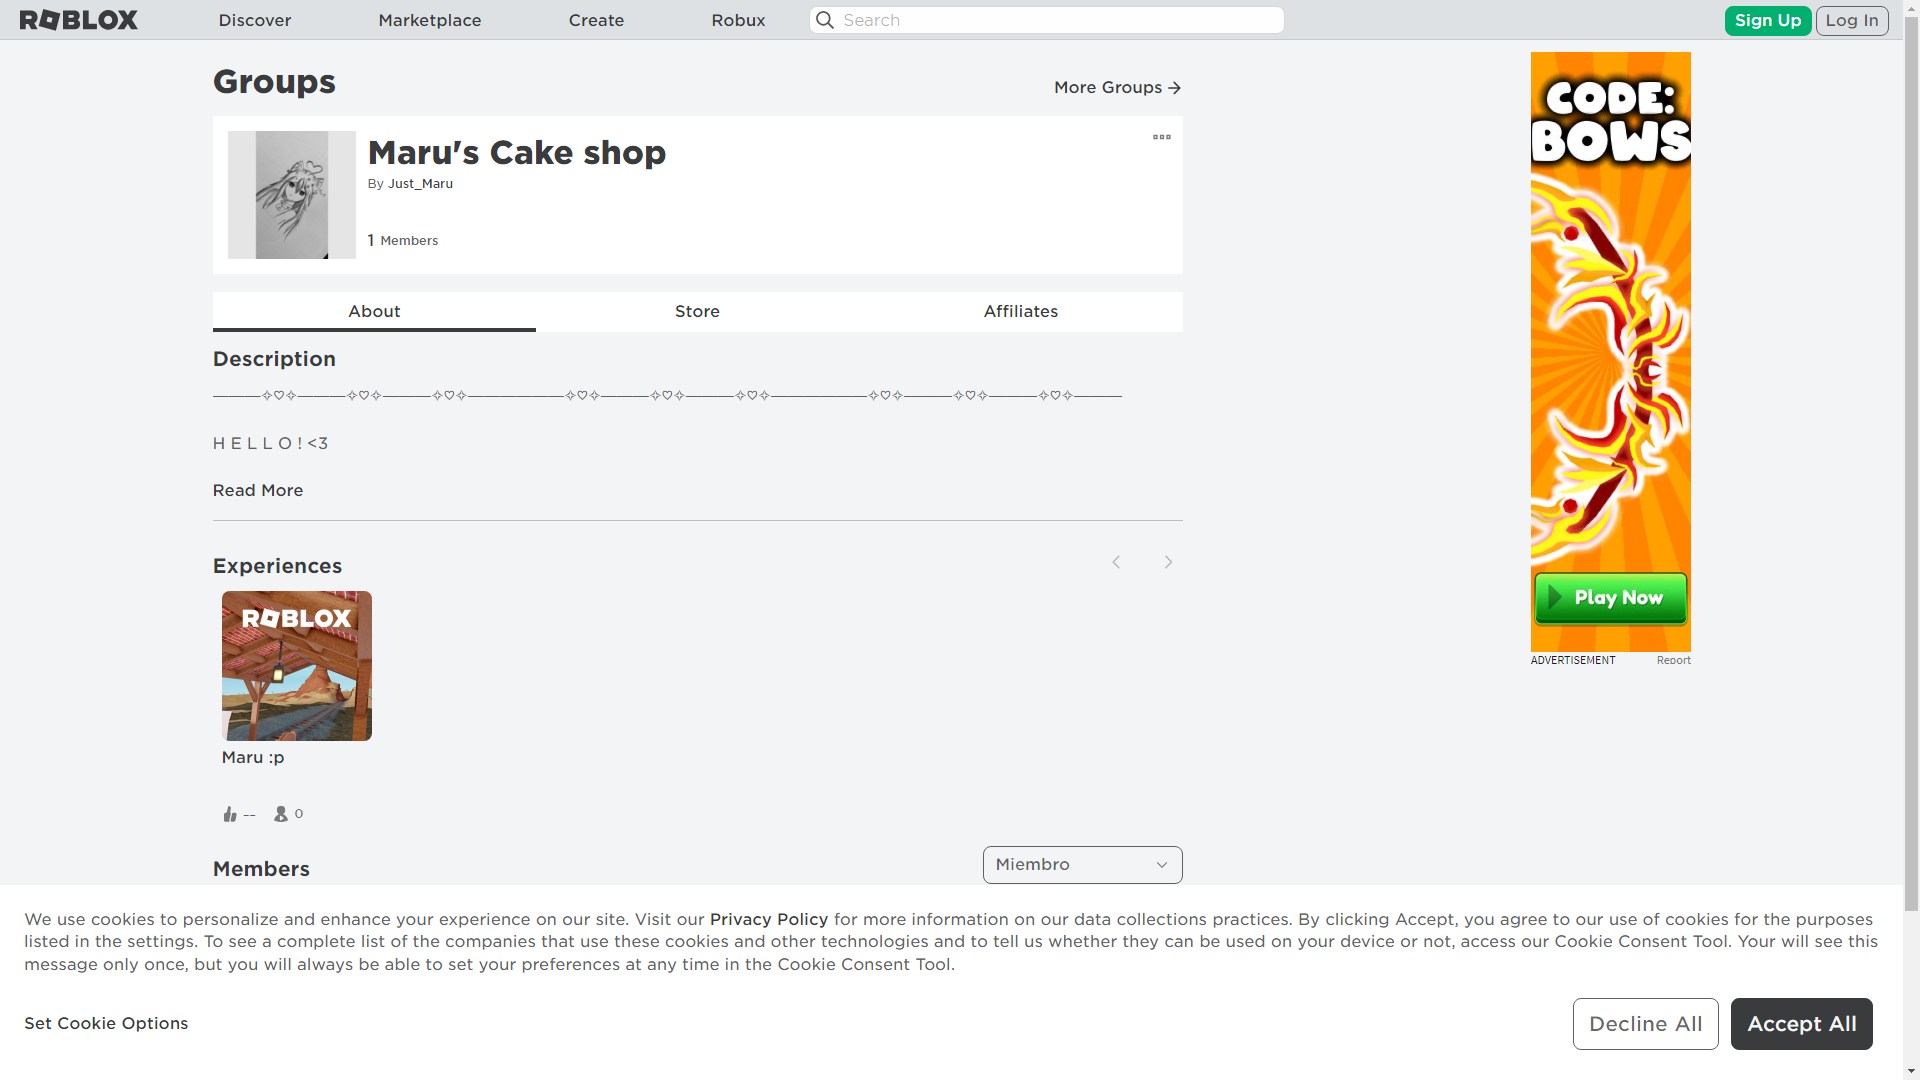 ROBLOX
Discover
Marketplace
Create
Robux
Search
Sign Up
Log In
Groups
More Groups
Maru's Cake shop
By Just_Maru
1 Members
About
Store
Affiliates
Description
————✧♡✧————✧♡✧————✧♡✧————————✧♡✧————✧♡✧————✧♡✧————————✧♡✧————✧♡✧————✧♡✧————
H E L L O ! <3
Read More
Experiences
ROBLOX
Maru :p
--
0
Members
Miembro
CODE:
BOWS
Play Now
ADVERTISEMENT
Report
We use cookies to personalize and enhance your experience on our site. Visit our Privacy Policy for more information on our data collections practices. By clicking Accept, you agree to our use of cookies for the purposes
listed in the settings. To see a complete list of the companies that use these cookies and other technologies and to tell us whether they can be used on your device or not, access our Cookie Consent Tool. Your will see this
message only once, but you will always be able to set your preferences at any time in the Cookie Consent Tool.
Set Cookie Options
Decline All
Accept All